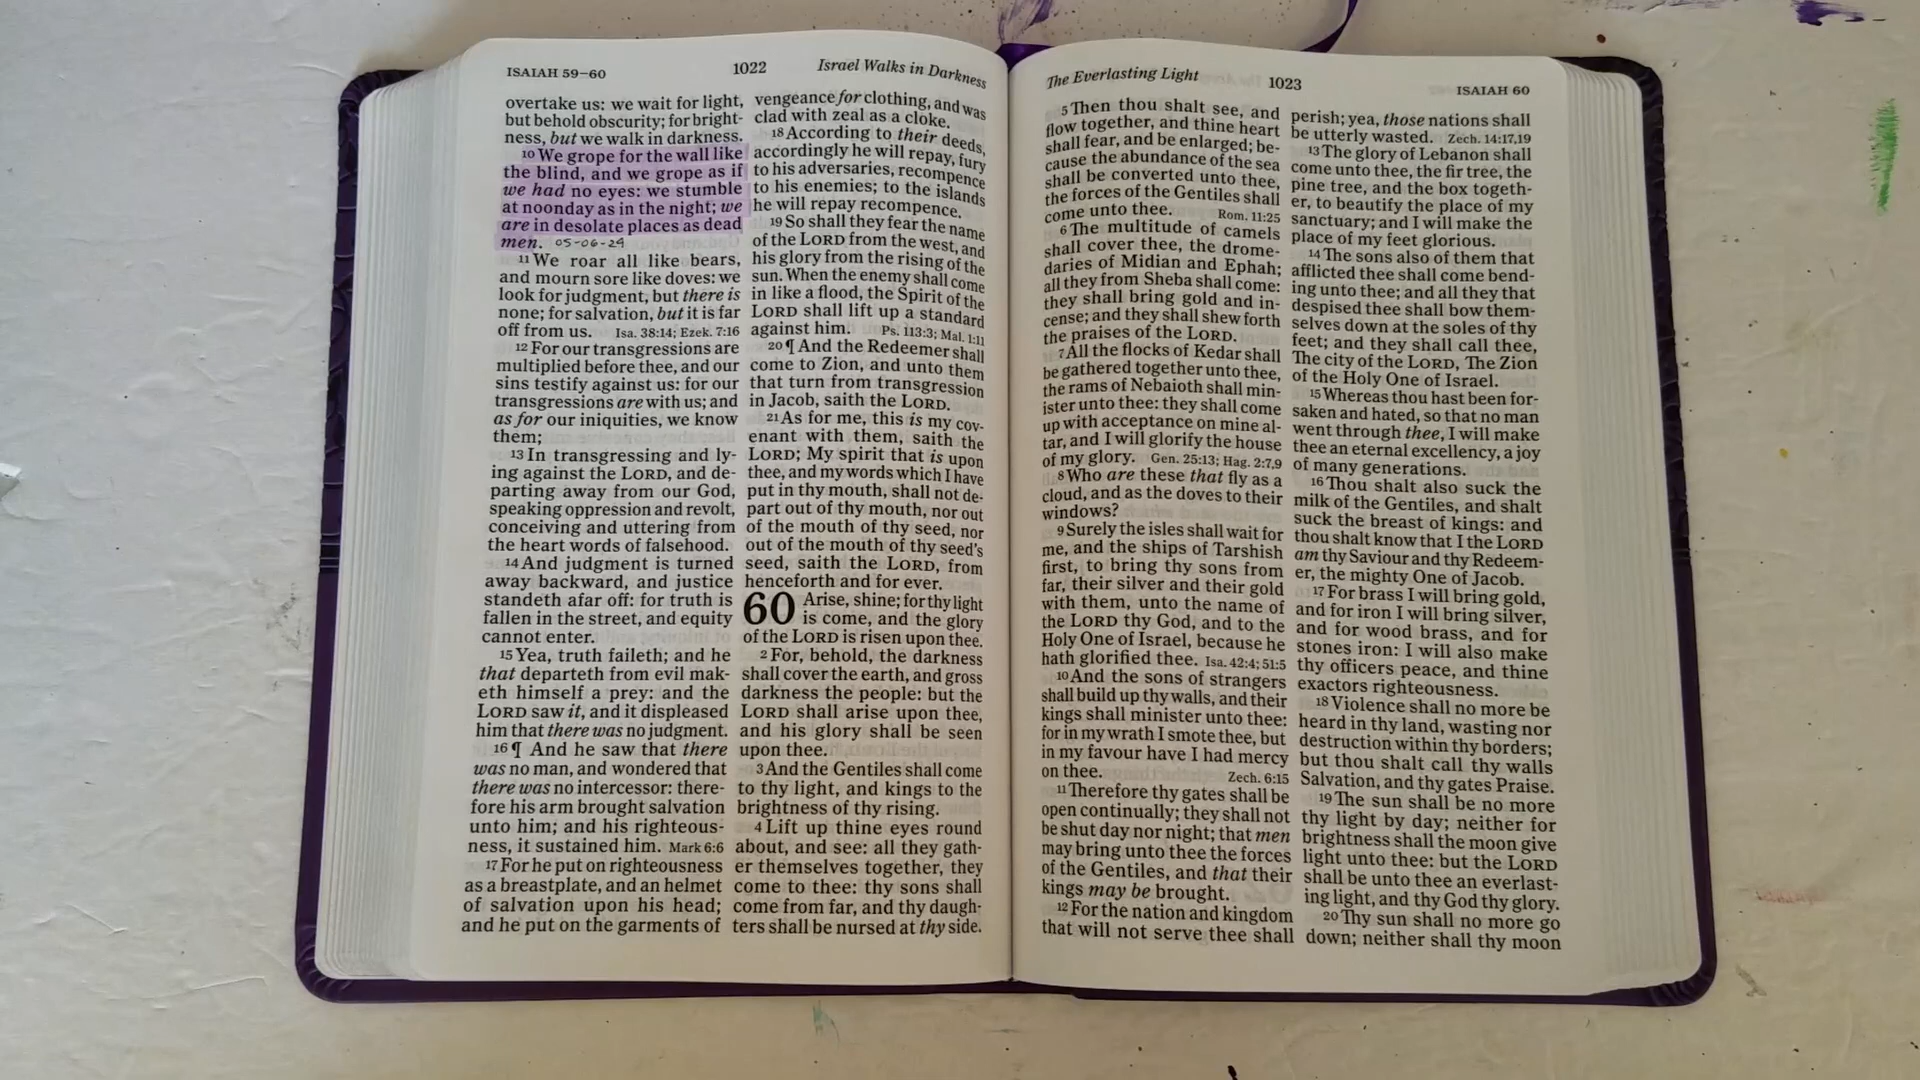 ISAIAH 59–60
1022
Israel Walks in Darkness
overtake us: we wait for light,
but behold obscurity; for bright-
ness, but we walk in darkness.
10 We grope for the wall like
the blind, and we grope as if
we had no eyes: we stumble
at noonday as in the night; we
are in desolate places as dead
men. 05-06-24
11 We roar all like bears,
and mourn sore like doves: we
look for judgment, but there is
none; for salvation, but it is far
off from us. Isa. 38:14; Ezek. 7:16
12 For our transgressions are
multiplied before thee, and our
sins testify against us: for our
transgressions are with us; and
as for our iniquities, we know
them;
13 In transgressing and ly-
ing against the LORD, and de-
parting away from our God,
speaking oppression and revolt,
conceiving and uttering from
the heart words of falsehood.
14 And judgment is turned
away backward, and justice
standeth afar off: for truth is
fallen in the street, and equity
cannot enter.
15 Yea, truth faileth; and he
that departeth from evil mak-
eth himself a prey: and the
LORD saw it, and it displeased
him that there was no judgment.
16 ¶ And he saw that there
was no man, and wondered that
there was no intercessor: there-
fore his arm brought salvation
unto him; and his righteous-
ness, it sustained him. Mark 6:6
17 For he put on righteousness
as a breastplate, and an helmet
of salvation upon his head;
and he put on the garments of
vengeance for clothing, and was
clad with zeal as a cloke.
18 According to their deeds,
accordingly he will repay, fury
to his adversaries, recompence
to his enemies; to the islands
he will repay recompence.
19 So shall they fear the name
of the LORD from the west, and
his glory from the rising of the
sun. When the enemy shall come
in like a flood, the Spirit of the
LORD shall lift up a standard
against him. Ps. 113:3; Mal. 1:11
20 ¶ And the Redeemer shall
come to Zion, and unto them
that turn from transgression
in Jacob, saith the LORD.
21 As for me, this is my cov-
enant with them, saith the
LORD; My spirit that is upon
thee, and my words which I have
put in thy mouth, shall not de-
part out of thy mouth, nor out
of the mouth of thy seed, nor
out of the mouth of thy seed's
seed, saith the LORD, from
henceforth and for ever.
60 Arise, shine; for thy light
is come, and the glory
of the LORD is risen upon thee.
2 For, behold, the darkness
shall cover the earth, and gross
darkness the people: but the
LORD shall arise upon thee,
and his glory shall be seen
upon thee.
3 And the Gentiles shall come
to thy light, and kings to the
brightness of thy rising.
4 Lift up thine eyes round
about, and see: all they gath-
er themselves together, they
come to thee: thy sons shall
come from far, and thy daugh-
ters shall be nursed at thy side.
The Everlasting Light
1023
ISAIAH 60
5 Then thou shalt see, and
flow together, and thine heart
shall fear, and be enlarged; be-
cause the abundance of the sea
shall be converted unto thee,
the forces of the Gentiles shall
come unto thee. Rom. 11:25
6 The multitude of camels
shall cover thee, the drome-
daries of Midian and Ephah;
all they from Sheba shall come:
they shall bring gold and in-
cense; and they shall shew forth
the praises of the LORD.
7 All the flocks of Kedar shall
be gathered together unto thee,
the rams of Nebaioth shall min-
ister unto thee: they shall come
up with acceptance on mine al-
tar, and I will glorify the house
of my glory. Gen. 25:13; Hag. 2:7,9
8 Who are these that fly as a
cloud, and as the doves to their
windows?
9 Surely the isles shall wait for
me, and the ships of Tarshish
first, to bring thy sons from
far, their silver and their gold
with them, unto the name of
the LORD thy God, and to the
Holy One of Israel, because he
hath glorified thee. Isa. 42:4; 51:5
10 And the sons of strangers
shall build up thy walls, and their
kings shall minister unto thee:
for in my wrath I smote thee, but
in my favour have I had mercy
on thee. Zech. 6:15
11 Therefore thy gates shall be
open continually; they shall not
be shut day nor night; that men
may bring unto thee the forces
of the Gentiles, and that their
kings may be brought.
12 For the nation and kingdom
that will not serve thee shall
perish; yea, those nations shall
be utterly wasted. Zech. 14:17,19
13 The glory of Lebanon shall
come unto thee, the fir tree, the
pine tree, and the box togeth-
er, to beautify the place of my
sanctuary; and I will make the
place of my feet glorious.
14 The sons also of them that
afflicted thee shall come bend-
ing unto thee; and all they that
despised thee shall bow them-
selves down at the soles of thy
feet; and they shall call thee,
The city of the LORD, The Zion
of the Holy One of Israel.
15 Whereas thou hast been for-
saken and hated, so that no man
went through thee, I will make
thee an eternal excellency, a joy
of many generations.
16 Thou shalt also suck the
milk of the Gentiles, and shalt
suck the breast of kings: and
thou shalt know that I the LORD
am thy Saviour and thy Redeem-
er, the mighty One of Jacob.
17 For brass I will bring gold,
and for iron I will bring silver,
and for wood brass, and for
stones iron: I will also make
thy officers peace, and thine
exactors righteousness.
18 Violence shall no more be
heard in thy land, wasting nor
destruction within thy borders;
but thou shalt call thy walls
Salvation, and thy gates Praise.
19 The sun shall be no more
thy light by day; neither for
brightness shall the moon give
light unto thee: but the LORD
shall be unto thee an everlast-
ing light, and thy God thy glory.
20 Thy sun shall no more go
down; neither shall thy moon